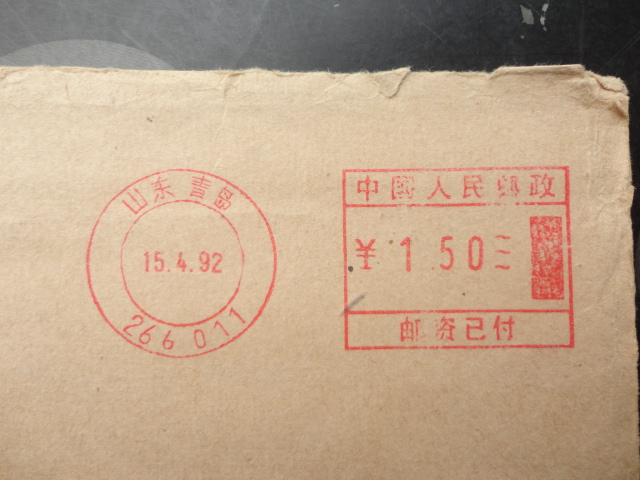 山东 青岛
15.4.92
266 011
中國人民郵政
¥ 1.50
邮资已付